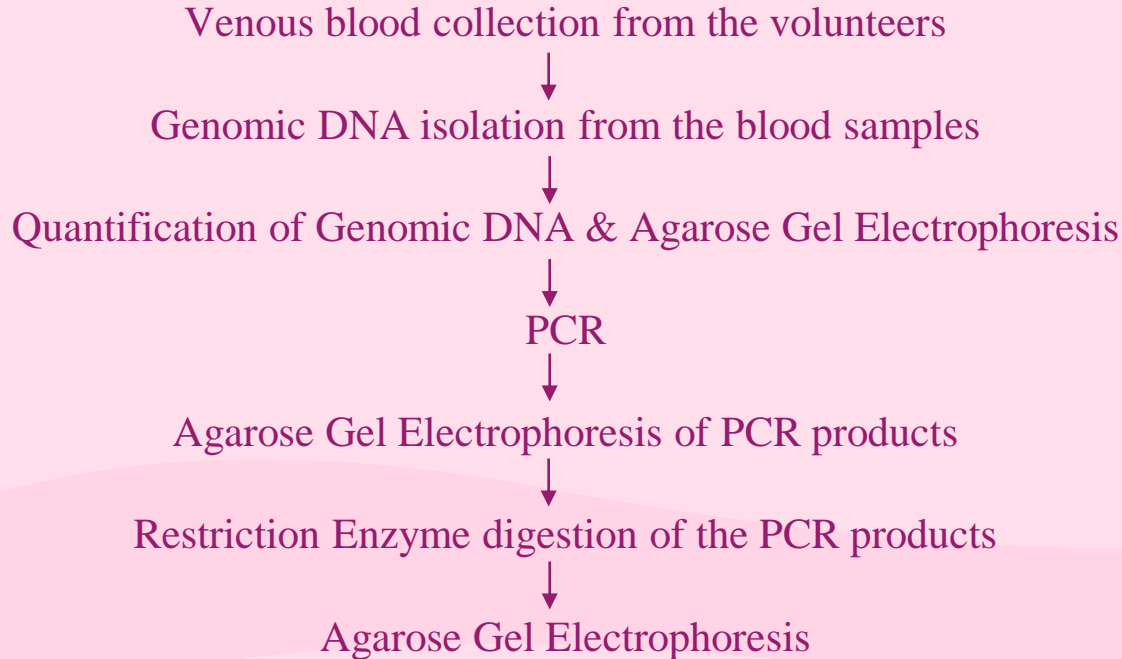 Venous blood collection from the volunteers
Genomic DNA isolation from the blood samples
Quantification of Genomic DNA & Agarose Gel Electrophoresis
PCR
Agarose Gel Electrophoresis of PCR products
Restriction Enzyme digestion of the PCR products
Agarose Gel Electrophoresis